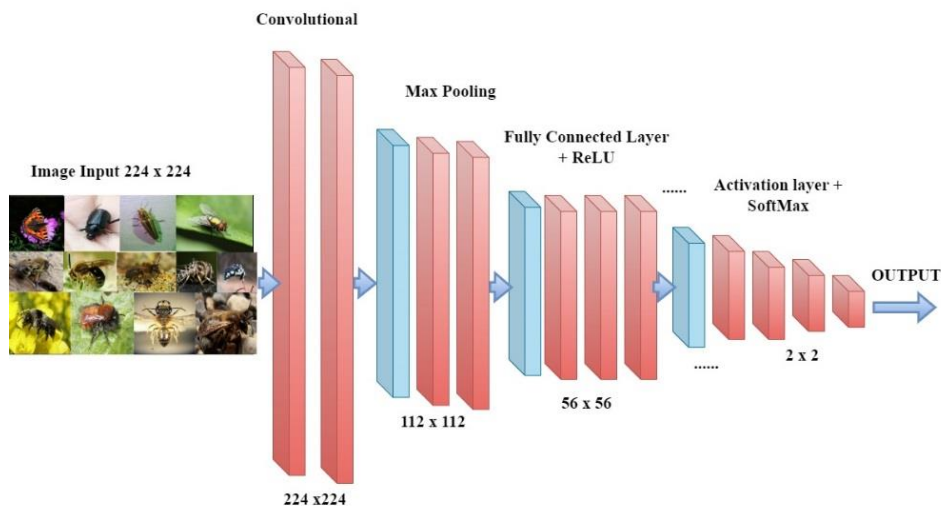 Convolutional
Max Pooling
Fully Connected Layer
+ ReLU
Image Input 224 x 224
......
Activation layer +
SoftMax
OUTPUT
2 x 2
......
56 x 56
112 x 112
224 x224